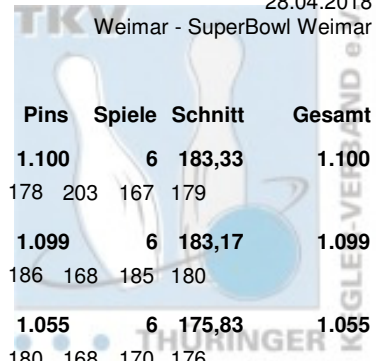 28.04.2018
Weimar - SuperBowl Weimar
TKV
Pins Spiele Schnitt Gesamt
1.100 6 183,33 1.100
178 203 167 179
1.099 6 183,17 1.099
186 168 185 180
1.055 6 175,83 1.055
180 168 170 176
THÜRINGER
KEGLER-VERBAND e.V.